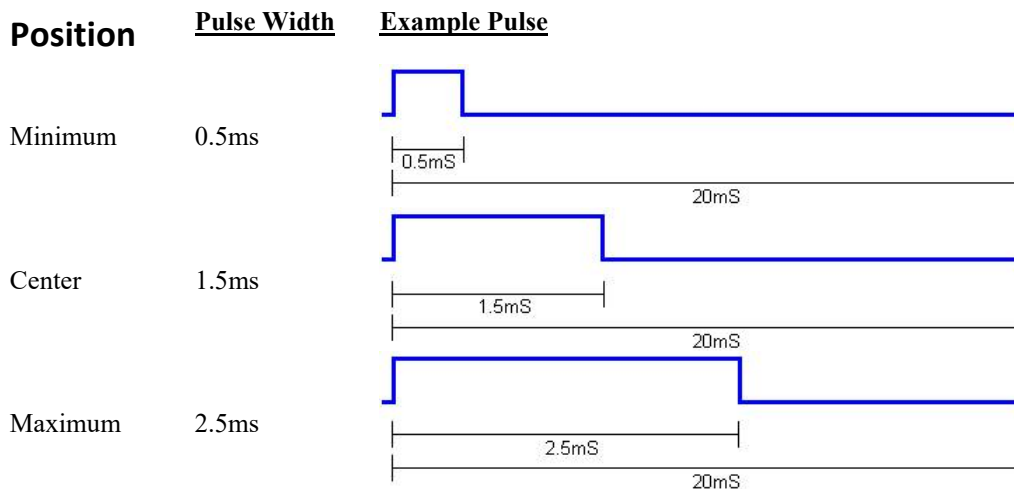 Position Pulse Width Example Pulse
Minimum 0.5ms
0.5mS
20mS
Center 1.5ms
1.5mS
20mS
Maximum 2.5ms
2.5mS
20mS